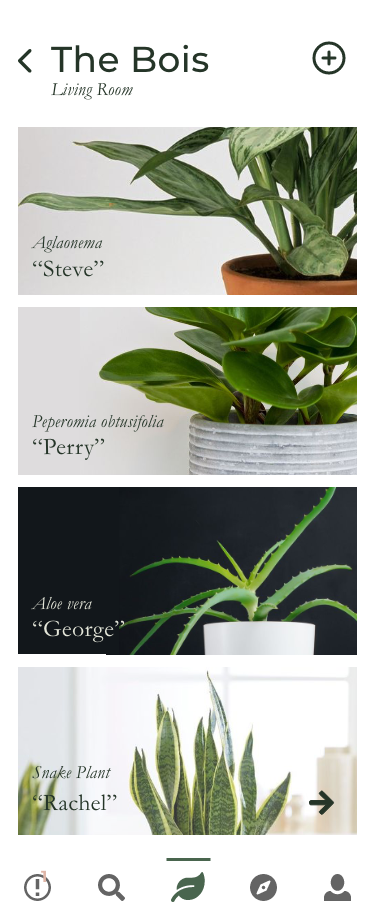 The Bois
Living Room
Aglaonema
“Steve”
Peperomia obtusifolia
“Perry”
Aloe vera
“George”
Snake Plant
“Rachel”